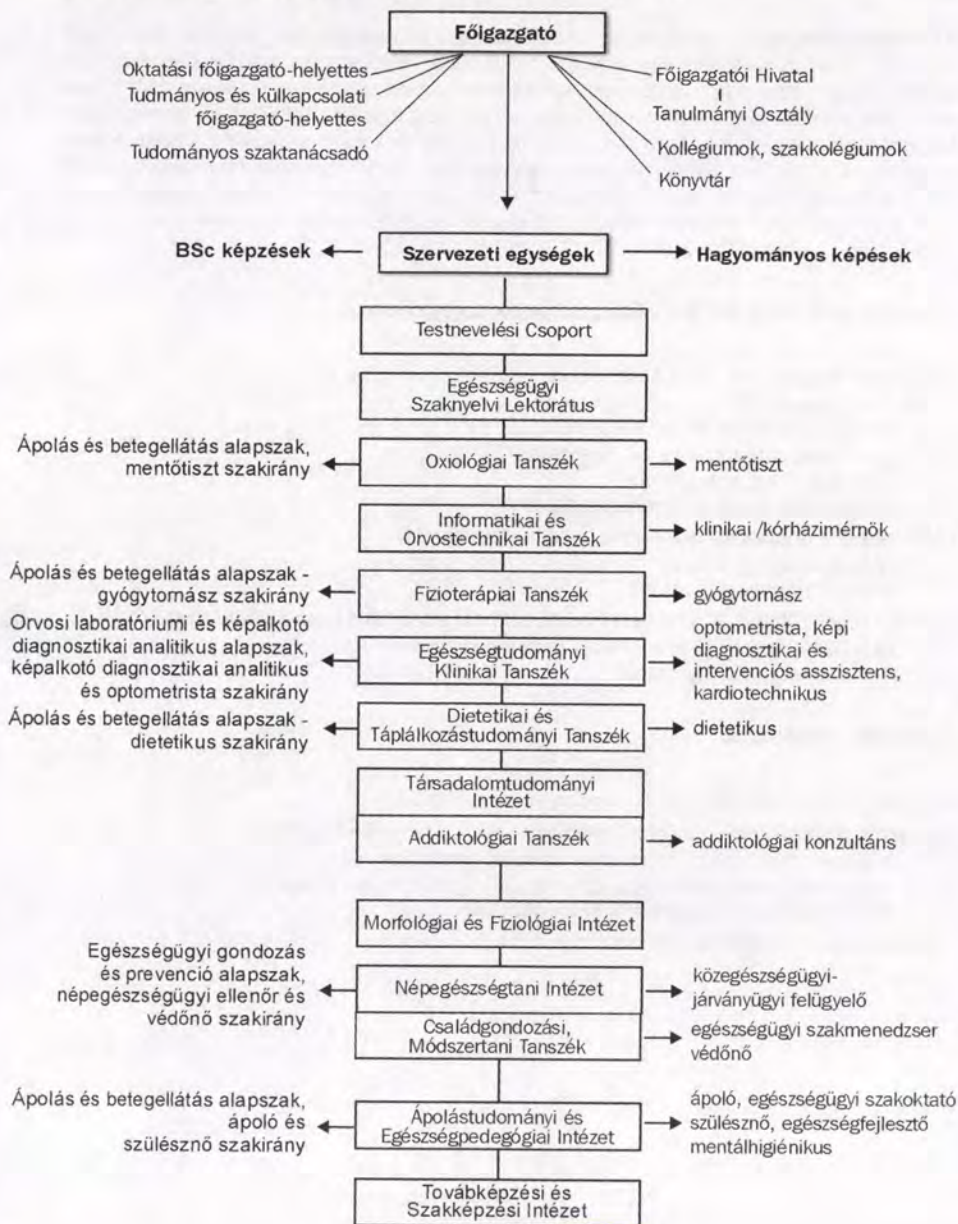 Főigazgató
Oktatási főigazgató-helyettes
Tudmányos és külkapcsolati
főigazgató-helyettes
Tudományos szaktanácsadó
Főigazgatói Hivatal
Tanulmányi Osztály
Kollégiumok, szakkolégiumok
Könyvtár
BSc képzések
Szervezeti egységek
Hagyományos képések
Testnevelési Csoport
Egészségügyi
Szaknyelvi Lektorátus
Ápolás és betegellátás alapszak,
mentőtiszt szakirány
Oxiológiai Tanszék
mentőtiszt
Informatikai és
Orvostechnikai Tanszék
klinikai /kórházimérnök
Ápolás és betegellátás alapszak -
gyógytornász szakirány
Fizioterápiai Tanszék
gyógytornász
Orvosi laboratóriumi és képalkotó
diagnosztikai analitikus alapszak,
képalkotó diagnosztikai analitikus
és optometrista szakirány
Egészségtudományi
Klinikai Tanszék
optometrista, képi
diagnosztikai és
intervenciós asszisztens,
kardiotechnikus
Ápolás és betegellátás alapszak -
dietetikus szakirány
Dietetikai és
Táplálkozástudományi Tanszék
dietetikus
Társadalomtudományi
Intézet
Addiktológiai Tanszék
addiktológiai konzultáns
Morfológiai és Fiziológiai Intézet
Egészségügyi gondozás
és prevenció alapszak,
népegészségügyi ellenőr és
védőnő szakirány
Népegészségtani Intézet
közegészségügyi-
járványügyi felügyelő
Családgondozási,
Módszertani Tanszék
egészségügyi szakmenedzser
védőnő
Ápolás és betegellátás alapszak,
ápoló és
szülésznő szakirány
Ápolástudományi és
Egészségpedegógiai Intézet
ápoló, egészségügyi szakoktató
szülésznő, egészségfejlesztő
mentálhigiénikus
Továbképzési és
Szakképzési Intézet